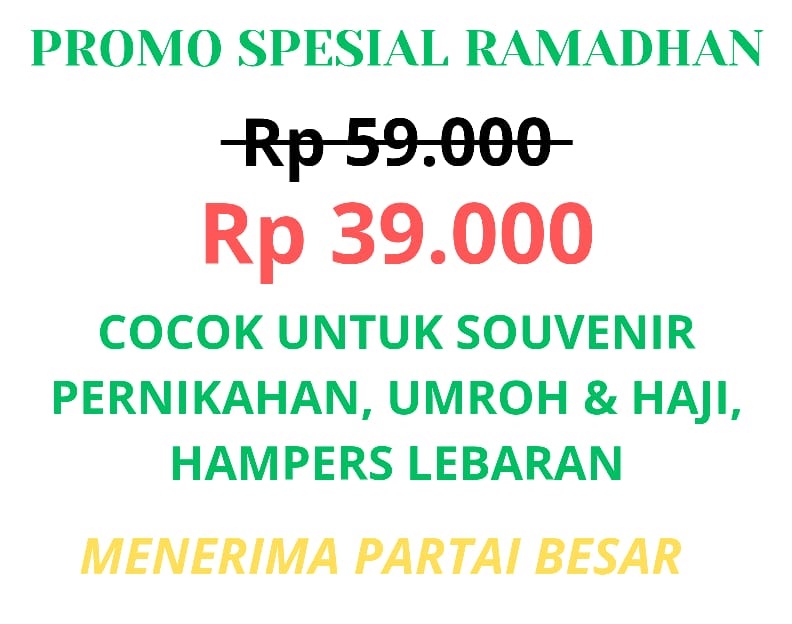 PROMO SPESIAL RAMADHAN
Rp 59.000
Rp 39.000
COCOK UNTUK SOUVENIR
PERNIKAHAN, UMROH & HAJI,
HAMPERS LEBARAN
MENERIMA PARTAI BESAR